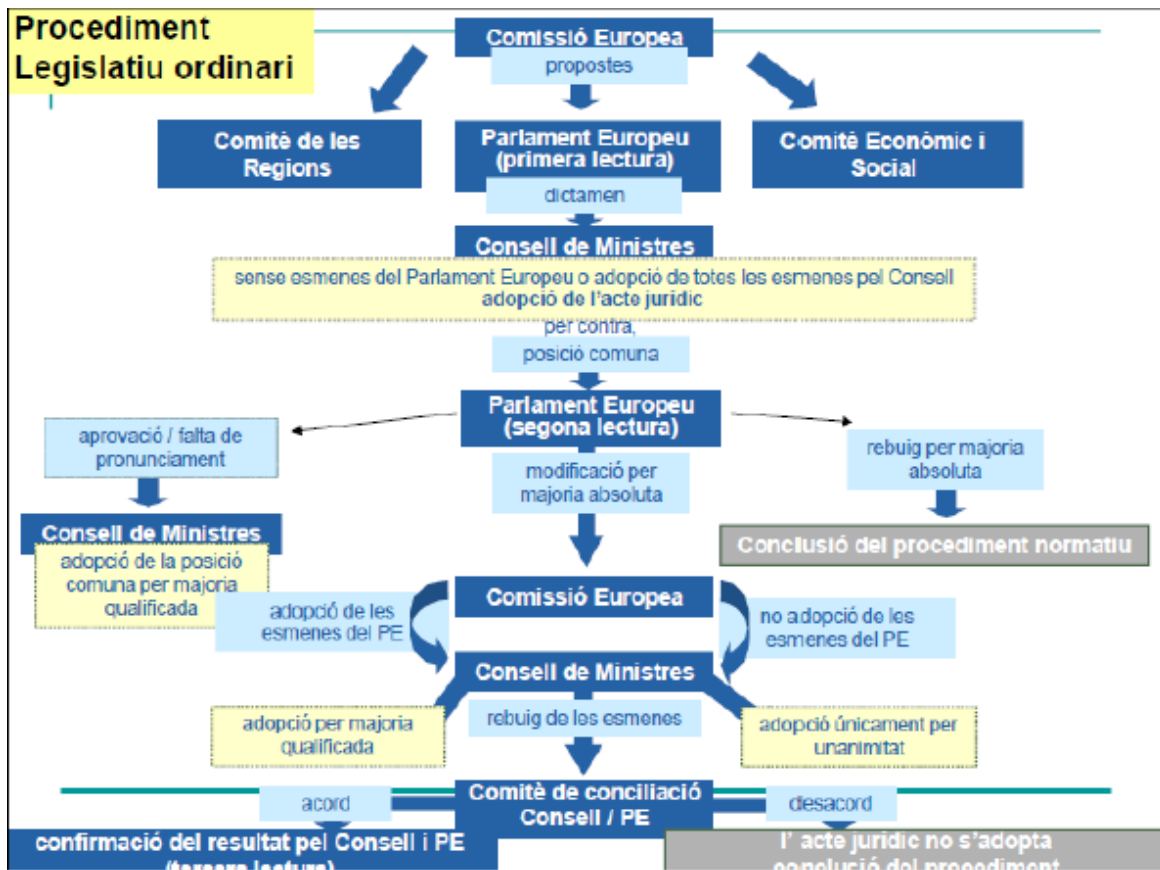 Procediment
Legislatiu ordinari
Comissió Europea
propostes
Comitè de les
Regions
Parlament Europeu
(primera lectura)
Comité Econòmic i
Social
dictamen
Consell de Ministres
sense esmenes del Parlament Europeu o adopció de totes les esmenes pel Consell
adopció de l'acte jurídic
per contra,
posició comuna
Parlament Europeu
(segona lectura)
aprovació / falta de
pronunciament
modificació per
majoria absoluta
rebuig per majoria
absoluta
Consell de Ministres
adopció de la posició
comuna per majoria
qualificada
Conclusió del procediment normatiu
Comissió Europea
adopció de les
esmenes del PE
no adopció de les
esmenes del PE
Consell de Ministres
adopció per majoria
qualificada
rebuig de les esmenes
adopció únicament per
unanimitat
Comitè de conciliació
Consell / PE
acord
desacord
confirmació del resultat pel Consell i PE
(tercera lectura)
l' acte jurídic no s'adopta
conclusió del procediment